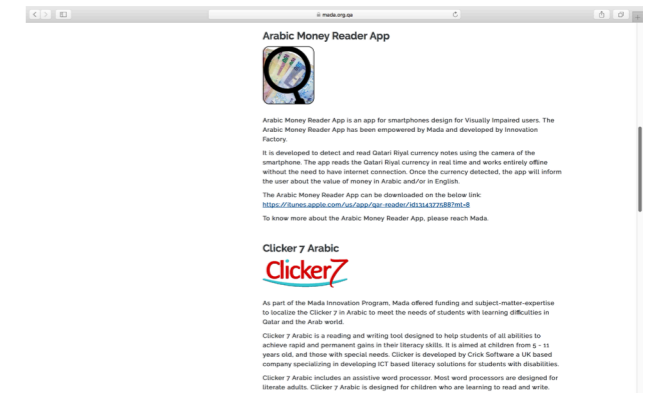 mada.org.qa
Arabic Money Reader App
Arabic Money Reader App is an app for smartphones design for Visually Impaired users. The
Arabic Money Reader App has been empowered by Mada and developed by Innovation
Factory.
It is developed to detect and read Qatari Riyal currency notes using the camera of the
smartphone. The app reads the Qatari Riyal currency in real time and works entirely offline
without the need to have internet connection. Once the currency detected, the app will inform
the user about the value of money in Arabic and/or in English.
The Arabic Money Reader App can be downloaded on the below link:
https://itunes.apple.com/us/app/qar-reader/id1314377588?mt=8
To know more about the Arabic Money Reader App, please reach Mada.
Clicker 7 Arabic
Clicker7
As part of the Mada Innovation Program, Mada offered funding and subject-matter-expertise
to localize the Clicker 7 in Arabic to meet the needs of students with learning difficulties in
Qatar and the Arab world.
Clicker 7 Arabic is a reading and writing tool designed to help students of all abilities to
achieve rapid and permanent gains in their literacy skills. It is aimed at children from 5 - 11
years old, and those with special needs. Clicker is developed by Crick Software a UK based
company specializing in developing ICT based literacy solutions for students with disabilities.
Clicker 7 Arabic includes an assistive word processor. Most word processors are designed for
literate adults. Clicker 7 Arabic is designed for children who are learning to read and write.